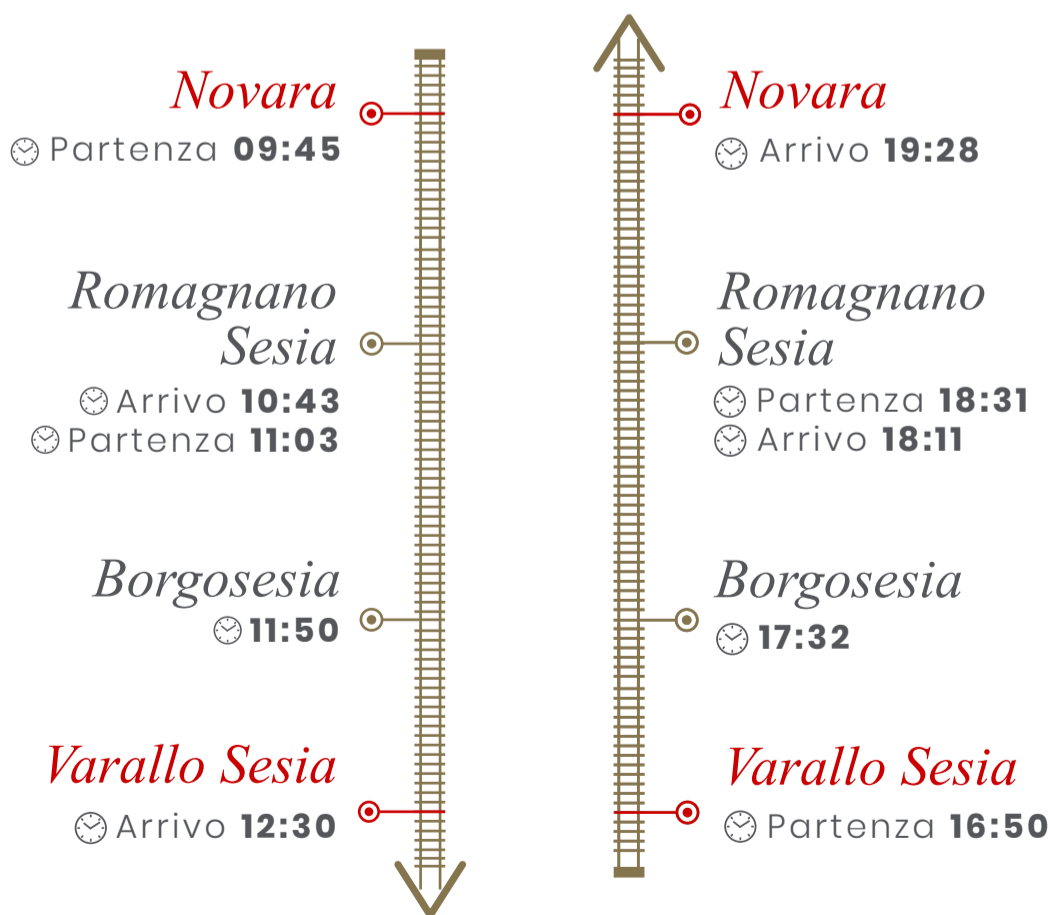 Novara
Partenza 09:45
Romagnano
Sesia
Arrivo 10:43
Partenza 11:03
Borgosesia
11:50
Varallo Sesia
Arrivo 12:30
Novara
Arrivo 19:28
Romagnano
Sesia
Partenza 18:31
Arrivo 18:11
Borgosesia
17:32
Varallo Sesia
Partenza 16:50